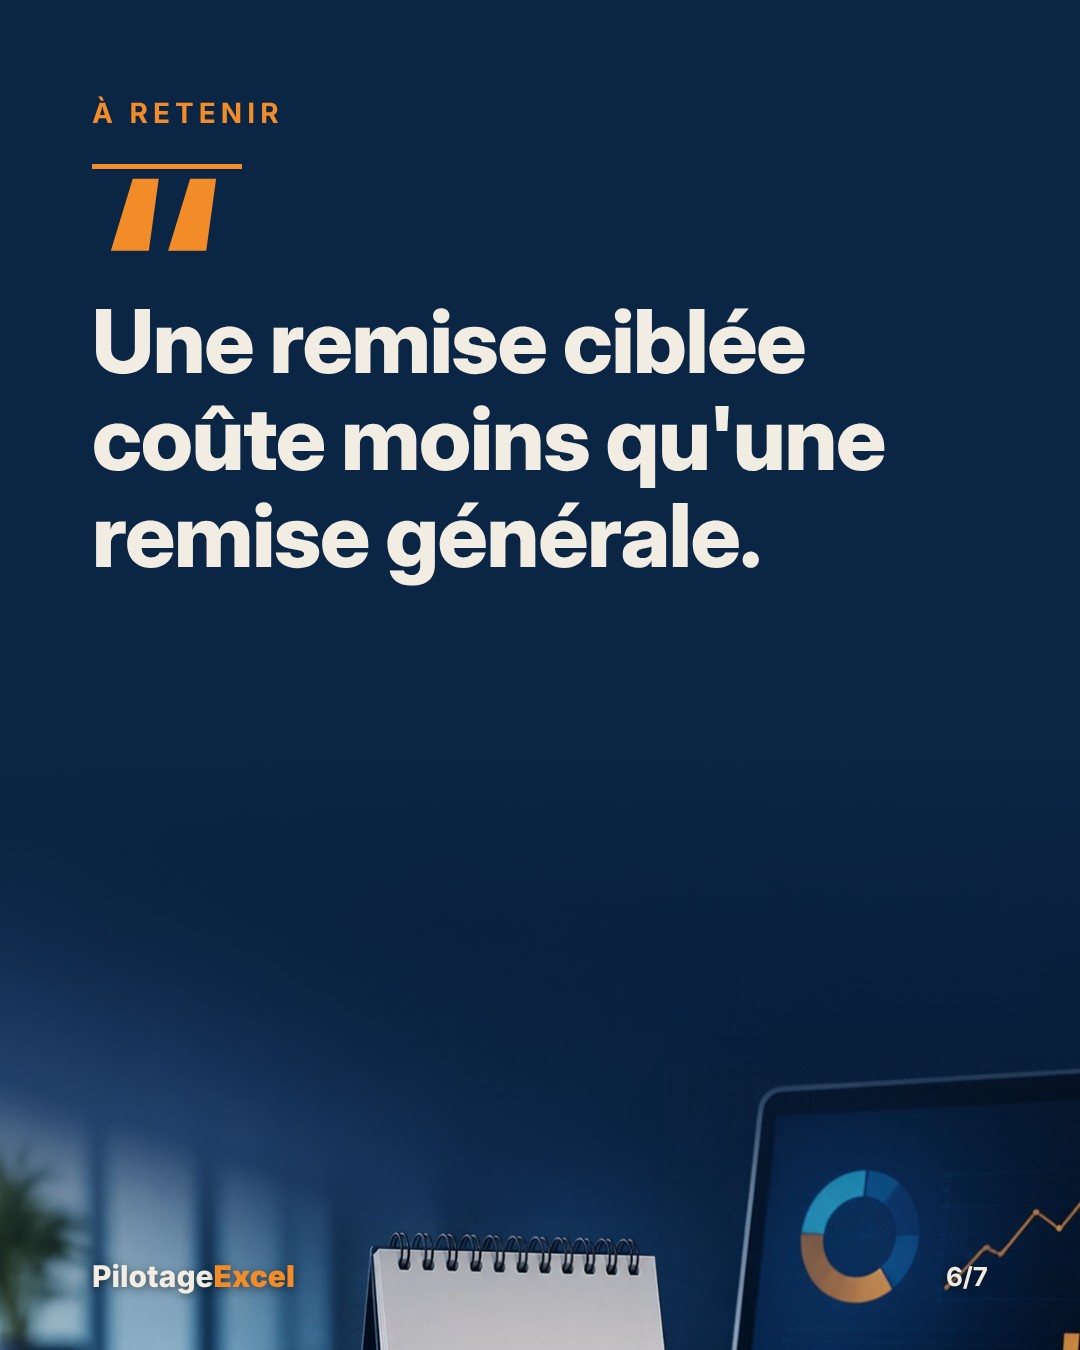 À RETENIR
"
Une remise ciblée
coûte moins qu'une
remise générale.
PilotageExcel
6/7